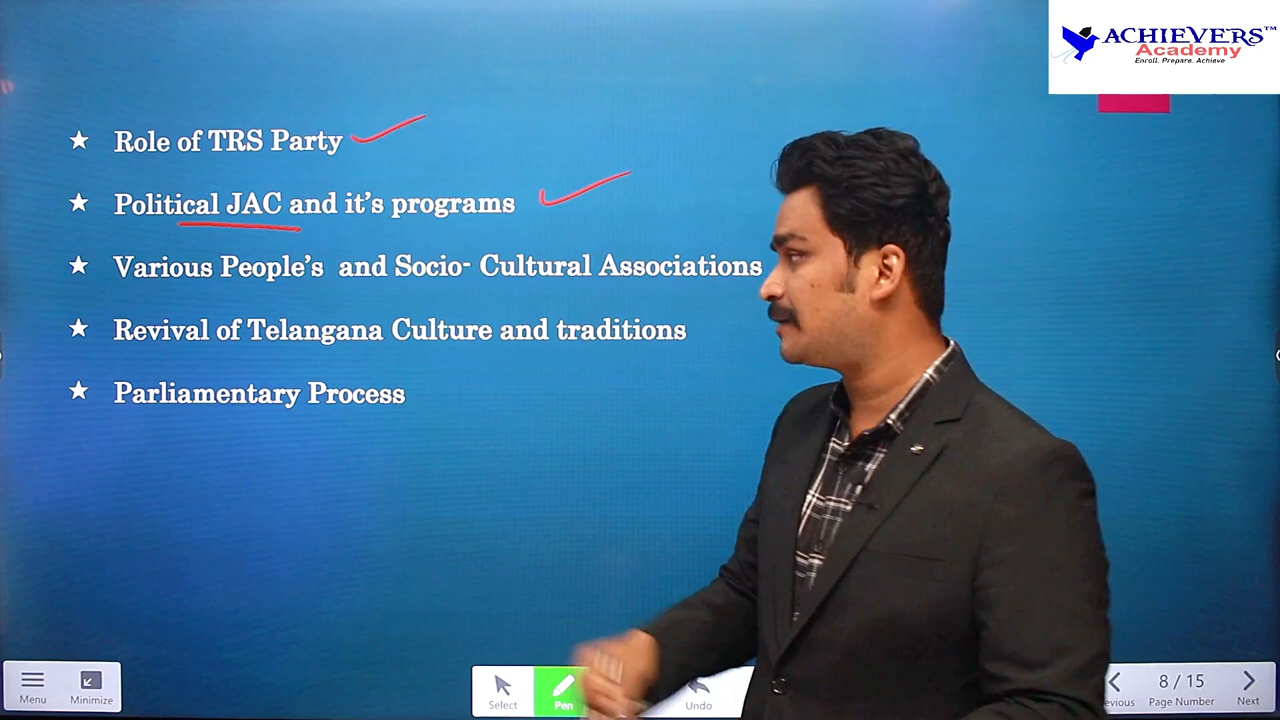 ACHIEVERS™
Academy
Enroll. Prepare. Achieve
★ Role of TRS Party
★ Political JAC and it's programs
★ Various People's and Socio- Cultural Associations
★ Revival of Telangana Culture and traditions
★ Parliamentary Process
Menu
Minimize
Select
Pen
Undo
evious
8 / 15
Page Number
Next